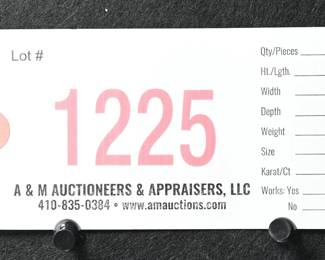 Lot #
1225
A & M AUCTIONEERS & APPRAISERS, LLC
410-835-0384 • www.amauctions.com
Qty/Pieces
Ht./Lgth.
Width
Depth
Weight
Size
Karat/Ct
Works: Yes
No